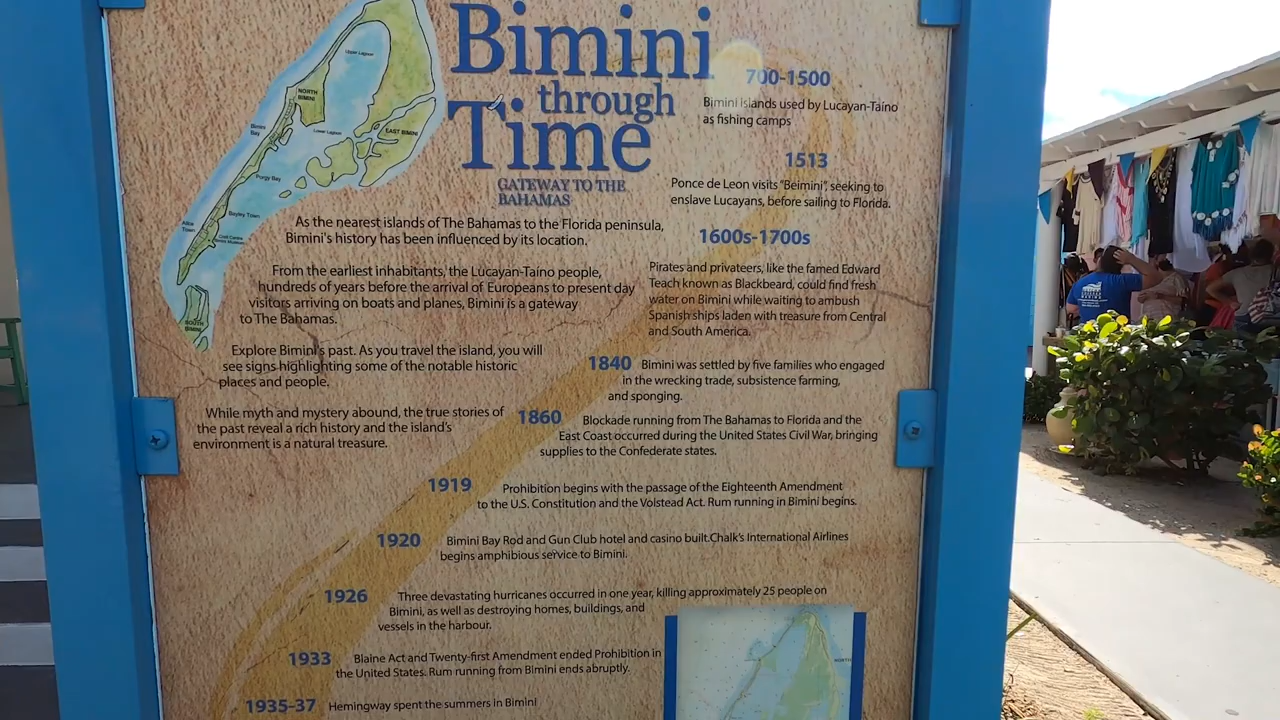 Bimini
through
Time
GATEWAY TO THE
BAHAMAS
Upper Lagoon
NORTH
BIMINI
Bimini
Bay
Lower Lagoon
EAST BIMINI
Porgy Bay
Bailey Town
Alice
Town
SOUTH
BIMINI
As the nearest islands of The Bahamas to the Florida peninsula,
Bimini's history has been influenced by its location.
From the earliest inhabitants, the Lucayan-Taíno people,
hundreds of years before the arrival of Europeans to present day
visitors arriving on boats and planes, Bimini is a gateway
to The Bahamas.
Explore Bimini's past. As you travel the island, you will
see signs highlighting some of the notable historic
places and people.
While myth and mystery abound, the true stories of
the past reveal a rich history and the island's
environment is a natural treasure.
700-1500
Bimini islands used by Lucayan-Taíno
as fishing camps
1513
Ponce de Leon visits "Beimini", seeking to
enslave Lucayans, before sailing to Florida.
1600s-1700s
Pirates and privateers, like the famed Edward
Teach known as Blackbeard, could find fresh
water on Bimini while waiting to ambush
Spanish ships laden with treasure from Central
and South America.
1840 Bimini was settled by five families who engaged
in the wrecking trade, subsistence farming,
and sponging.
1860 Blockade running from The Bahamas to Florida and the
East Coast occurred during the United States Civil War, bringing
supplies to the Confederate states.
1919 Prohibition begins with the passage of the Eighteenth Amendment
to the U.S. Constitution and the Volstead Act. Rum running in Bimini begins.
1920 Bimini Bay Rod and Gun Club hotel and casino built.Chalk's International Airlines
begins amphibious service to Bimini.
1926 Three devastating hurricanes occurred in one year, killing approximately 25 people on
Bimini, as well as destroying homes, buildings, and
vessels in the harbour.
1933 Blaine Act and Twenty-first Amendment ended Prohibition in
the United States. Rum running from Bimini ends abruptly.
1935-37 Hemingway spent the summers in Bimini
NORTH